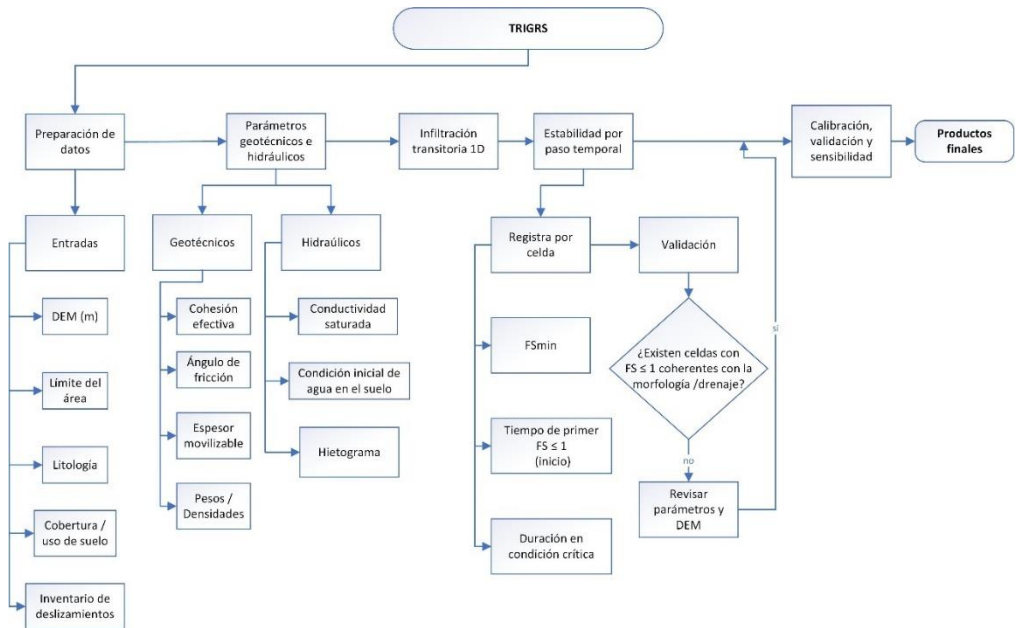 TRIGRS
Preparación de
datos
Parámetros
geotécnicos e
hidráulicos
Infiltración
transitoria 1D
Estabilidad por
paso temporal
Calibración,
validación y
sensibilidad
Productos
finales
Entradas
Geotécnicos
Hidraúlicos
Registra por
celda
Validación
DEM (m)
Límite del
área
Litología
Cobertura /
uso de suelo
Inventario de
deslizamientos
Cohesión
efectiva
Ángulo de
fricción
Espesor
movilizable
Pesos /
Densidades
Conductividad
saturada
Condición inicial
de agua en el suelo
Hietograma
FSmin
Tiempo de primer
FS ≤ 1
(inicio)
Duración en
condición crítica
¿Existen celdas con
FS ≤ 1 coherentes con la
morfología /drenaje?
si
no
Revisar
parámetros y
DEM